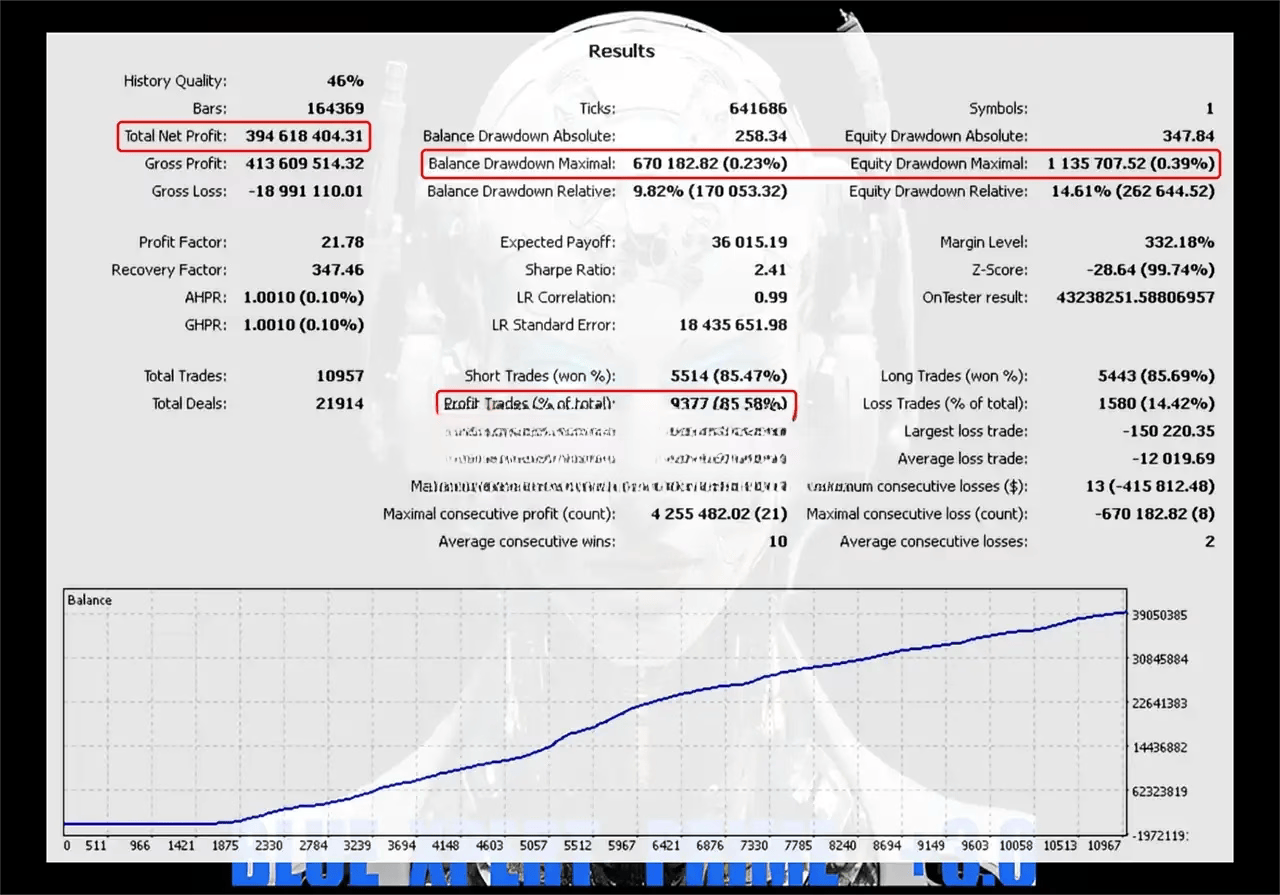 Results
History Quality: 46%
Bars: 164369 Ticks: 641686 Symbols: 1
Total Net Profit: 394 618 404.31 Balance Drawdown Absolute: 258.34 Equity Drawdown Absolute: 347.84
Gross Profit: 413 609 514.32 Balance Drawdown Maximal: 670 182.82 (0.23%) Equity Drawdown Maximal: 1 135 707.52 (0.39%)
Gross Loss: -18 991 110.01 Balance Drawdown Relative: 9.82% (170 053.32) Equity Drawdown Relative: 14.61% (262 644.52)
Profit Factor: 21.78 Expected Payoff: 36 015.19 Margin Level: 332.18%
Recovery Factor: 347.46 Sharpe Ratio: 2.41 Z-Score: -28.64 (99.74%)
AHPR: 1.0010 (0.10%) LR Correlation: 0.99 OnTester result: 43238251.58806957
GHPR: 1.0010 (0.10%) LR Standard Error: 18 435 651.98
Total Trades: 10957 Short Trades (won %): 5514 (85.47%) Long Trades (won %): 5443 (85.69%)
Total Deals: 21914 Profit Trades (% of total): 9377 (85.58%) Loss Trades (% of total): 1580 (14.42%)
Largest loss trade: -150 220.35
Average loss trade: -12 019.69
consecutive losses ($): 13 (-415 812.48)
Maximal consecutive profit (count): 4 255 482.02 (21) Maximal consecutive loss (count): -670 182.82 (8)
Average consecutive wins: 10 Average consecutive losses: 2
Balance
39050385
30845884
22641383
14436882
62323819
-1972119:
0 511 966 1421 1875 2330 2784 3239 3694 4148 4603 5057 5512 5967 6421 6876 7330 7785 8240 8694 9149 9603 10058 10513 10967